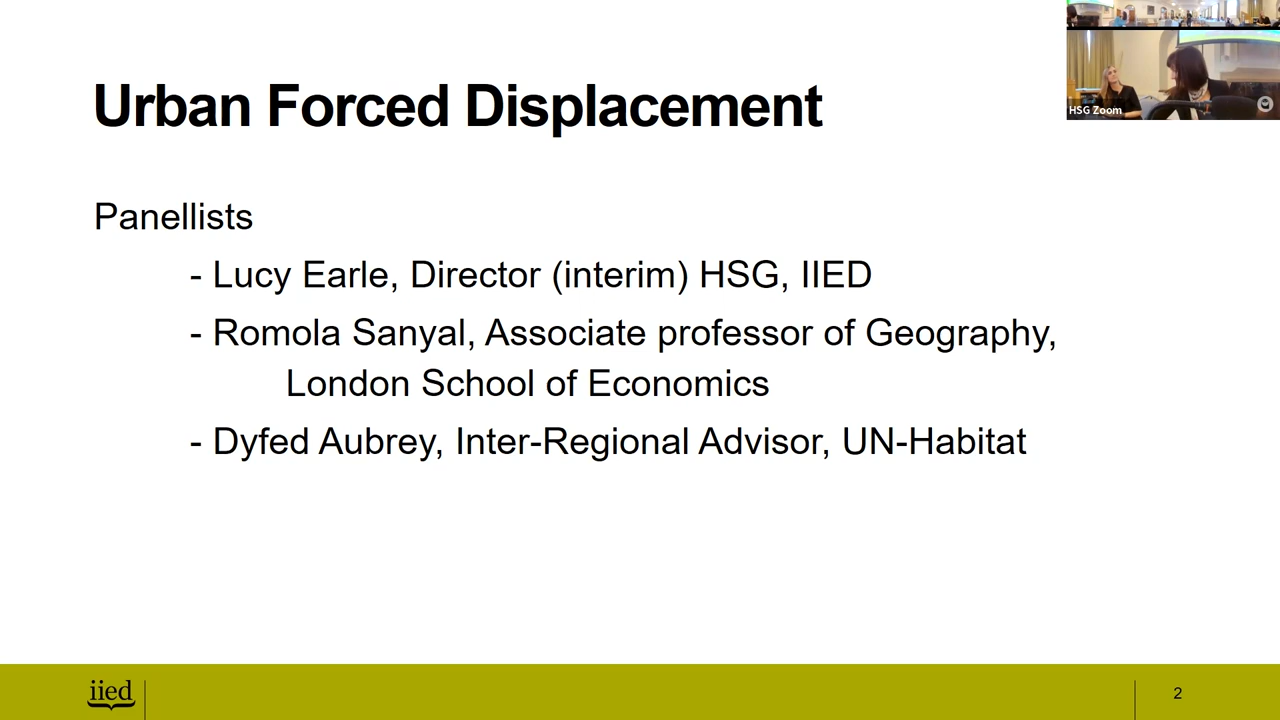 Urban Forced Displacement
HSG Zoom
Panellists
- Lucy Earle, Director (interim) HSG, IIED
- Romola Sanyal, Associate professor of Geography,
London School of Economics
- Dyfed Aubrey, Inter-Regional Advisor, UN-Habitat
iied
2